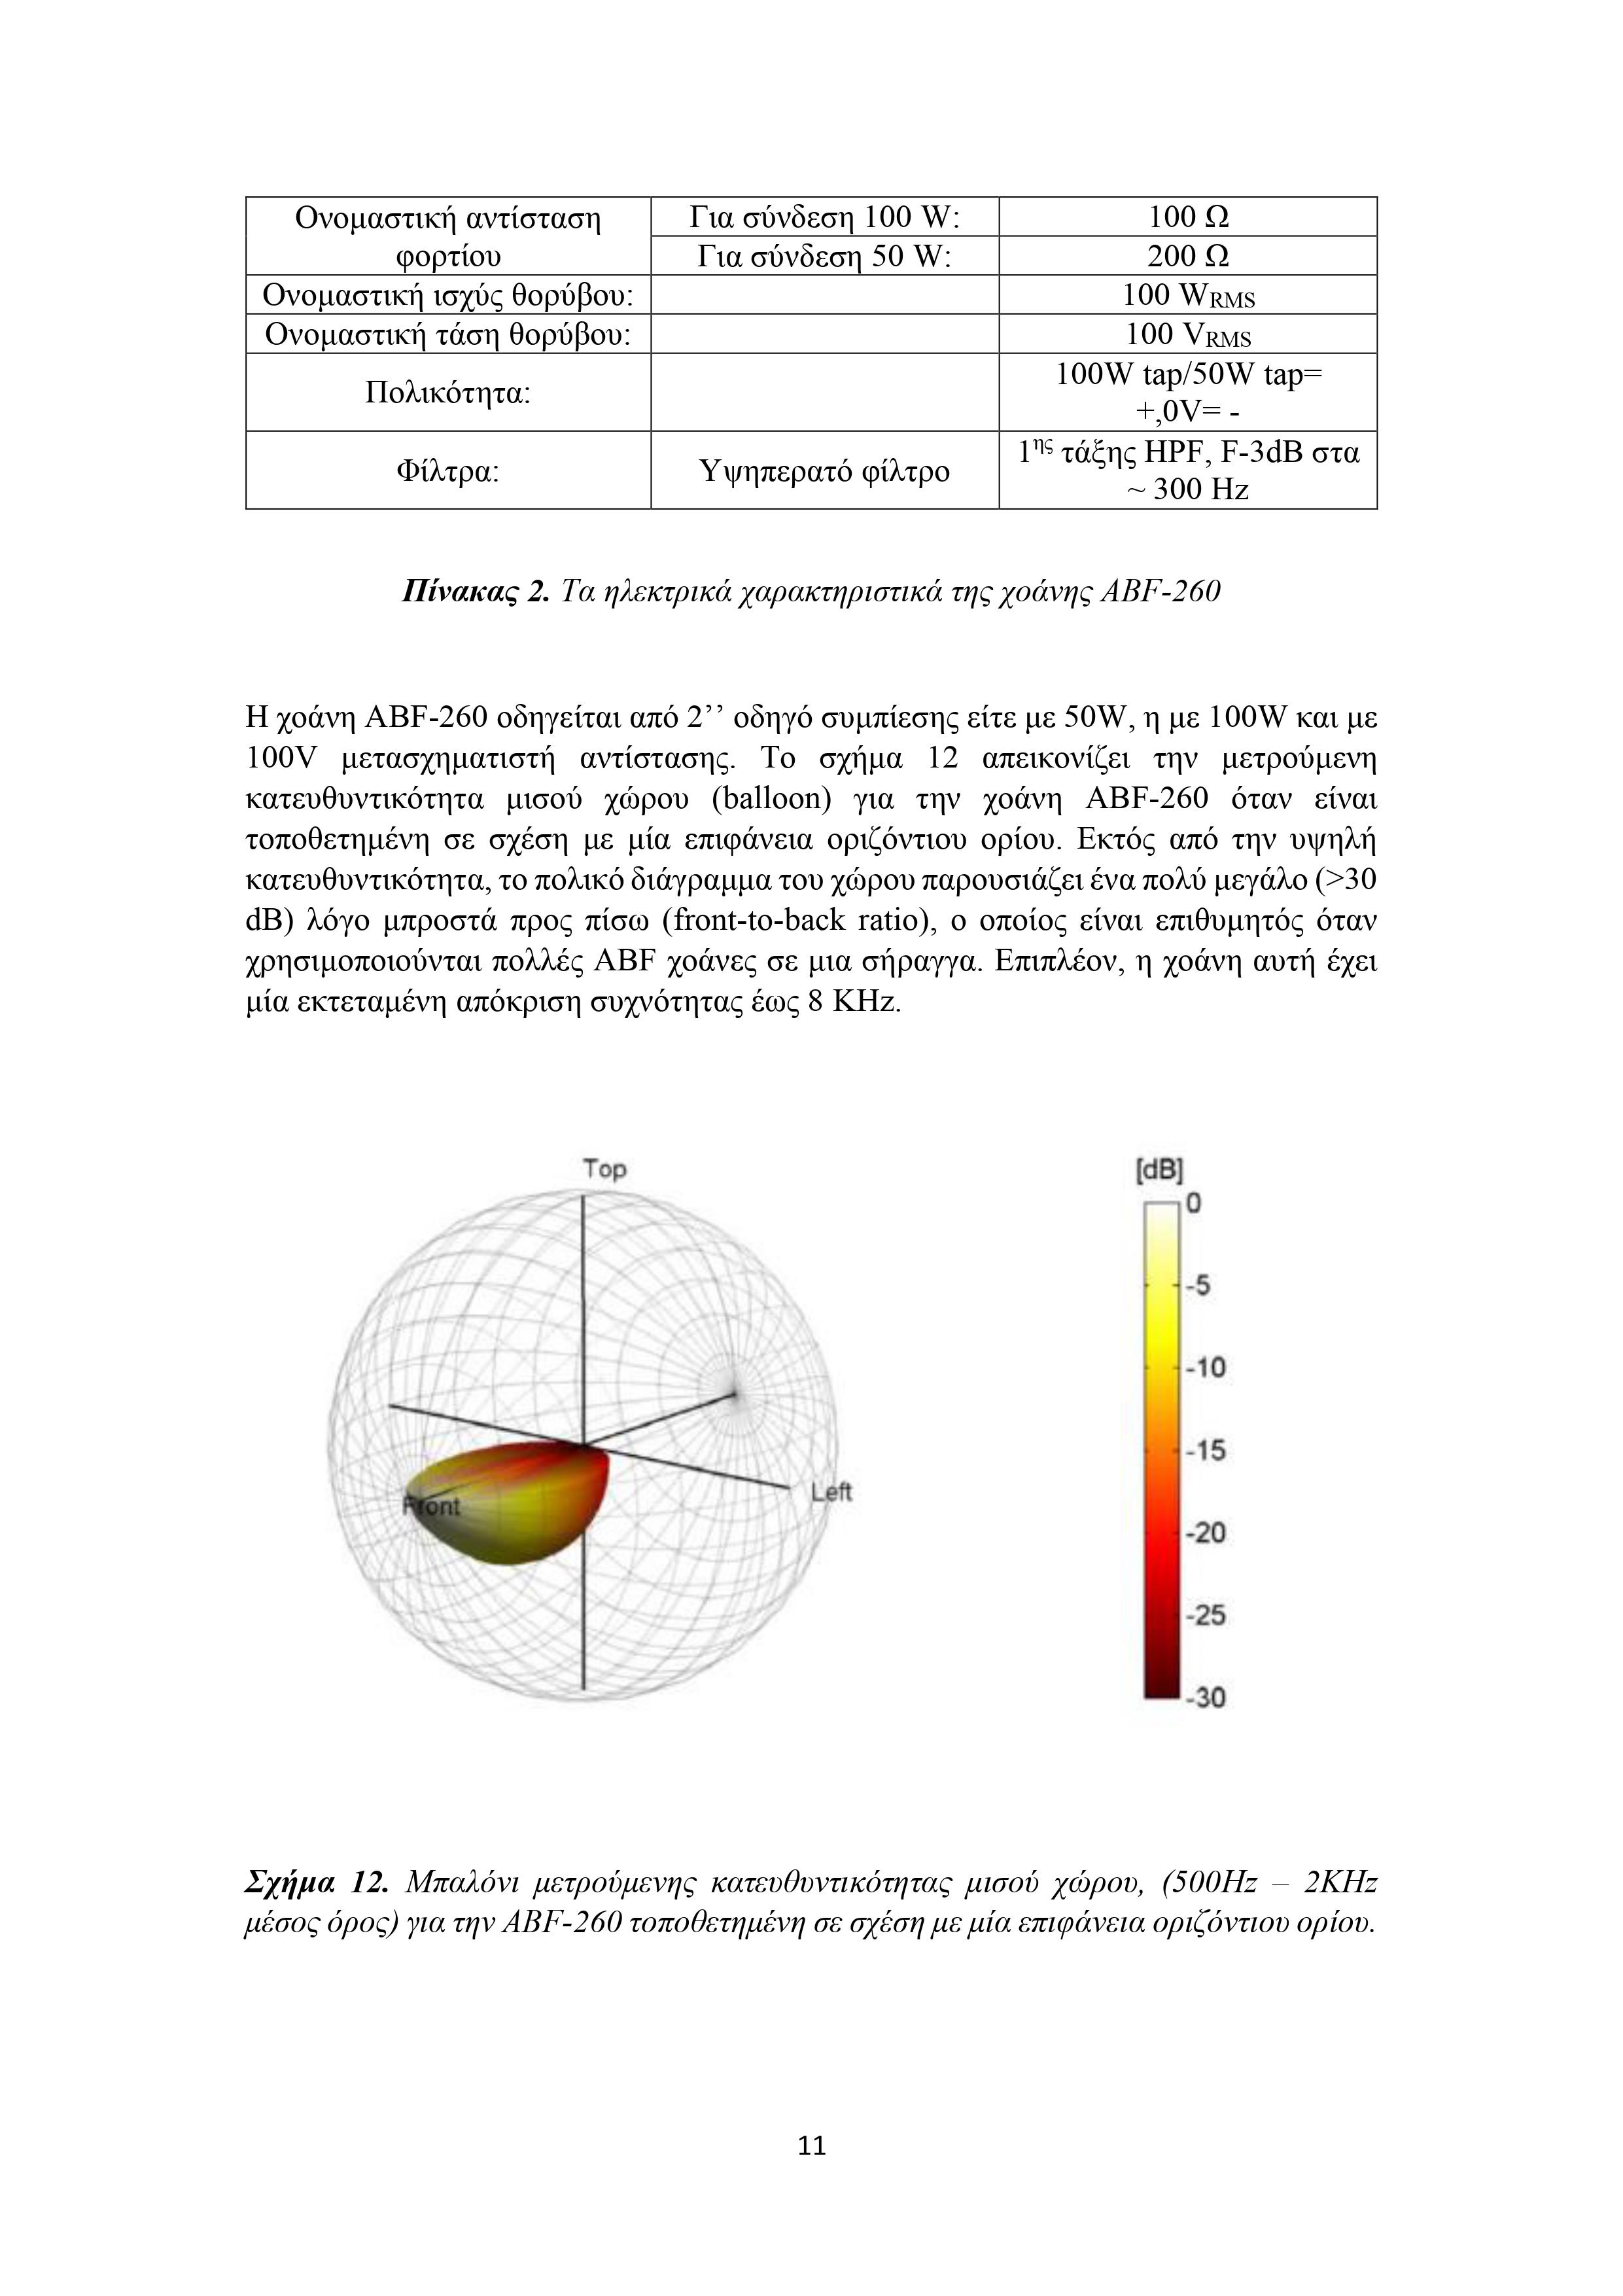 Ονομαστική αντίσταση
φορτίου
Για σύνδεση 100 W:
100 Ω
Για σύνδεση 50 W:
200 Ω
Ονομαστική ισχύς θορύβου:
100 WRMS
Ονομαστική τάση θορύβου:
100 VRMS
Πολικότητα:
100W tap/50W tap=
+,0V= -
Φίλτρα:
Υψηπερατό φίλτρο
1ης τάξης HPF, F-3dB στα
~ 300 Hz
Πίνακας 2. Τα ηλεκτρικά χαρακτηριστικά της χοάνης ABF-260
Η χοάνη ABF-260 οδηγείται από 2’’ οδηγό συμπίεσης είτε με 50W, η με 100W και με
100V μετασχηματιστή αντίστασης. Το σχήμα 12 απεικονίζει την μετρούμενη
κατευθυντικότητα μισού χώρου (balloon) για την χοάνη ABF-260 όταν είναι
τοποθετημένη σε σχέση με μία επιφάνεια οριζόντιου ορίου. Εκτός από την υψηλή
κατευθυντικότητα, το πολικό διάγραμμα του χώρου παρουσιάζει ένα πολύ μεγάλο (>30
dB) λόγο μπροστά προς πίσω (front-to-back ratio), ο οποίος είναι επιθυμητός όταν
χρησιμοποιούνται πολλές ABF χοάνες σε μια σήραγγα. Επιπλέον, η χοάνη αυτή έχει
μία εκτεταμένη απόκριση συχνότητας έως 8 KHz.
Top
Left
Front
[dB]
0
-5
-10
-15
-20
-25
-30
Σχήμα 12. Μπαλόνι μετρούμενης κατευθυντικότητας μισού χώρου, (500Hz – 2KHz
μέσος όρος) για την ABF-260 τοποθετημένη σε σχέση με μία επιφάνεια οριζόντιου ορίου.
11